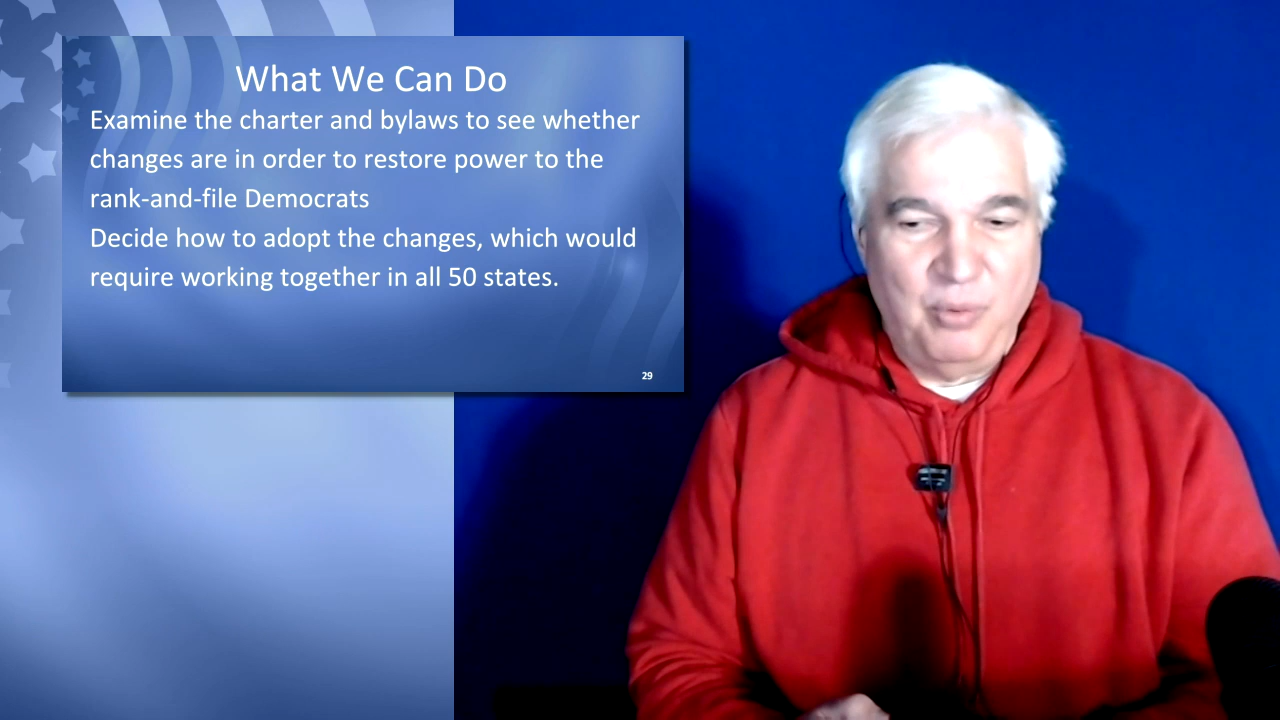 What We Can Do
Examine the charter and bylaws to see whether
changes are in order to restore power to the
rank-and-file Democrats
Decide how to adopt the changes, which would
require working together in all 50 states.
29